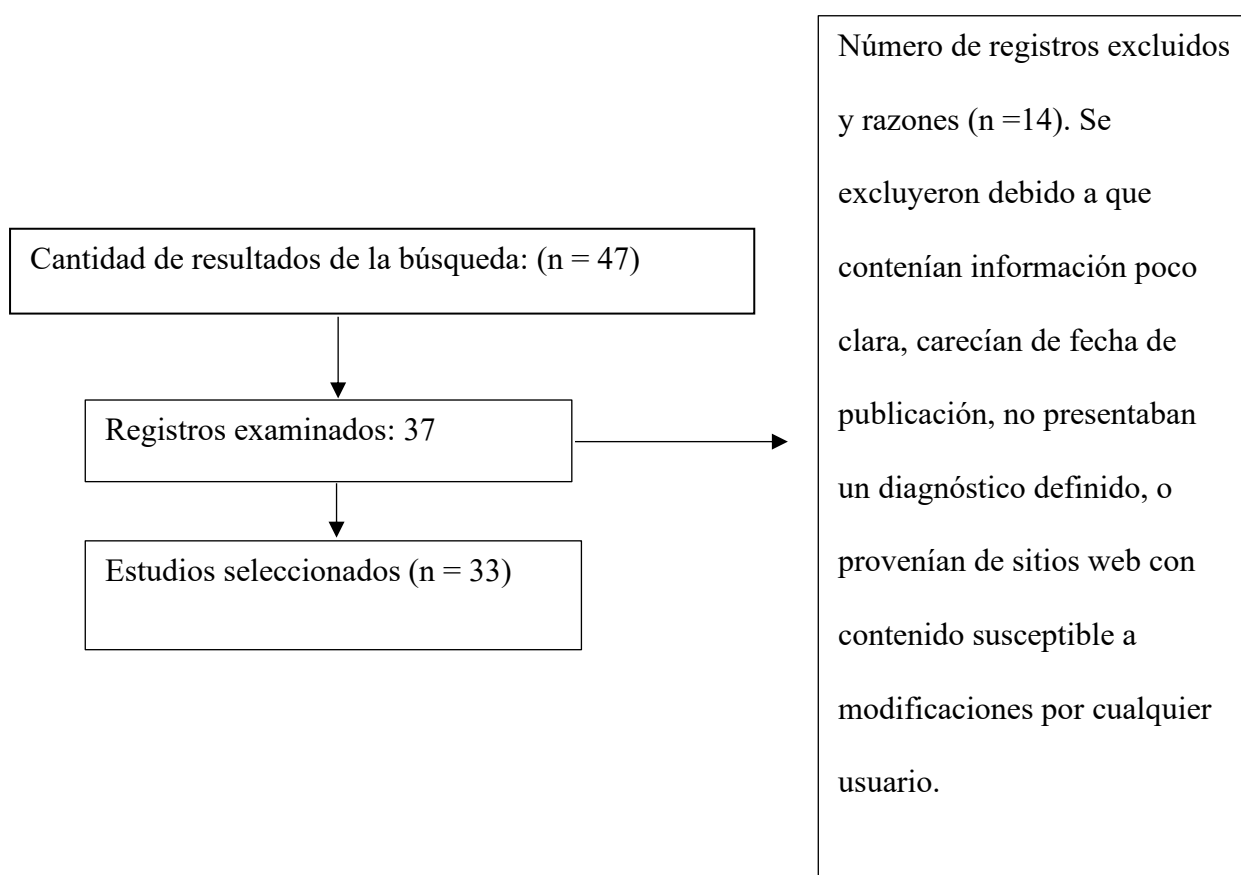 Cantidad de resultados de la búsqueda: (n = 47)
Registros examinados: 37
Estudios seleccionados (n = 33)
Número de registros excluidos
y razones (n =14). Se
excluyeron debido a que
contenían información poco
clara, carecían de fecha de
publicación, no presentaban
un diagnóstico definido, o
provenían de sitios web con
contenido susceptible a
modificaciones por cualquier
usuario.